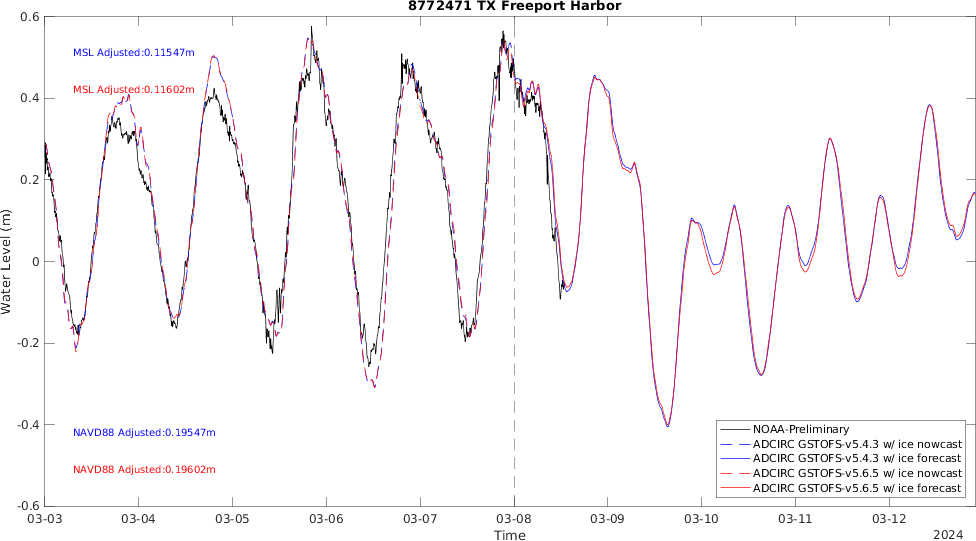 8772471 TX Freeport Harbor
0.6
0.4
0.2
0
-0.2
-0.4
-0.6
Water Level (m)
MSL Adjusted:0.11547m
MSL Adjusted:0.11602m
NAVD88 Adjusted:0.19547m
NAVD88 Adjusted:0.19602m
NOAA-Preliminary
ADCIRC GSTOFS-v5.4.3 w/ ice nowcast
ADCIRC GSTOFS-v5.4.3 w/ ice forecast
ADCIRC GSTOFS-v5.6.5 w/ ice nowcast
ADCIRC GSTOFS-v5.6.5 w/ ice forecast
03-03 03-04 03-05 03-06 03-07 03-08 03-09 03-10 03-11 03-12
Time
2024